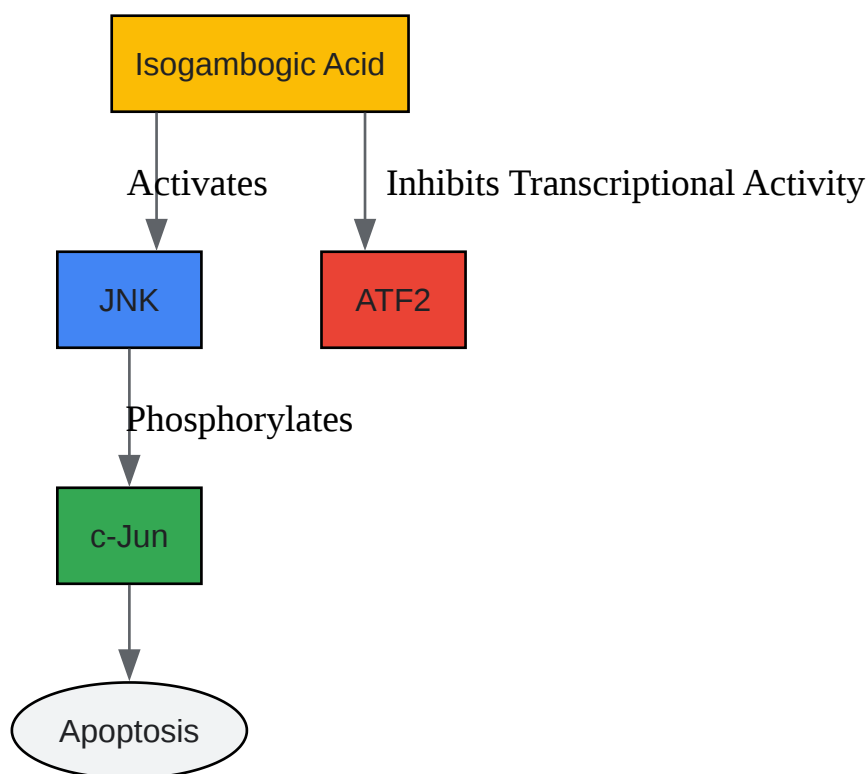 Isogambogic Acid
Activates
Inhibits Transcriptional Activity
JNK
ATF2
Phosphorylates
c-Jun
Apoptosis